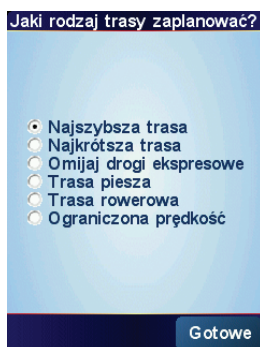 Jaki rodzaj trasy zaplanować?
Najszybsza trasa
Najkrótsza trasa
Omijaj drogi ekspresowe
Trasa piesza
Trasa rowerowa
Ograniczona prędkość
Gotowe